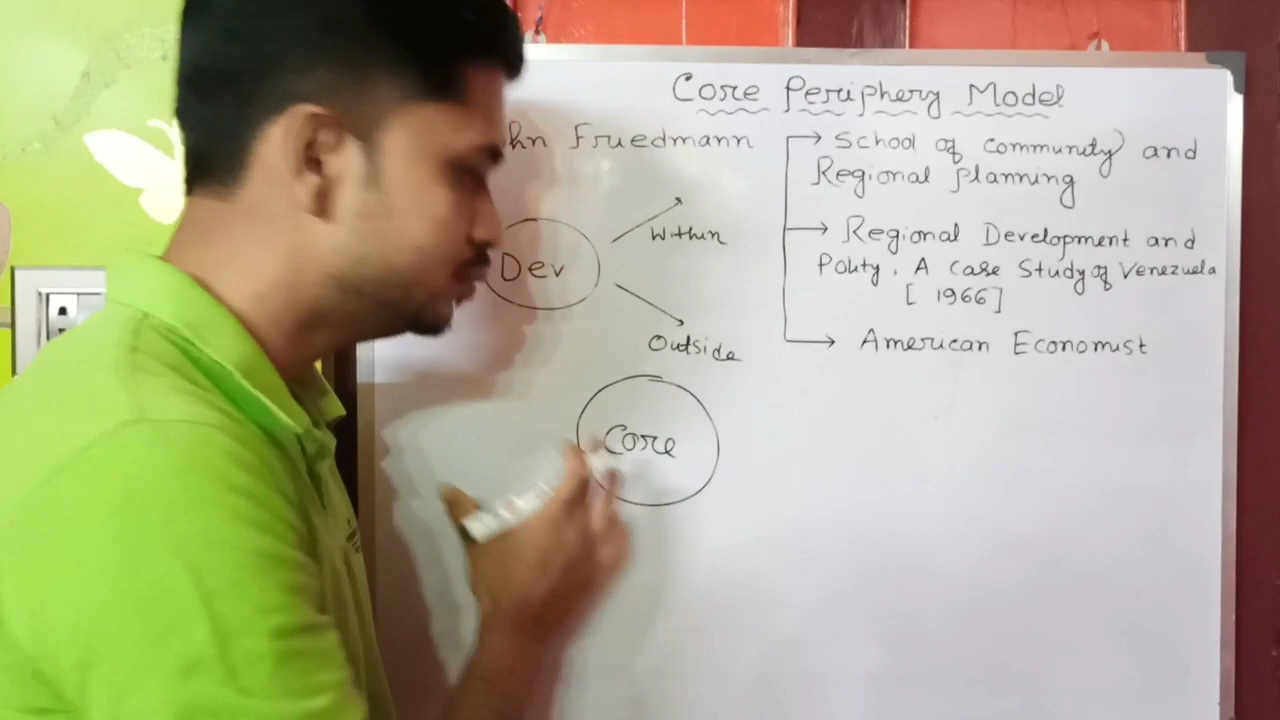 Core Periphery Model
hn Fruedmann
School of community and
Regional planning
Dev
Within
Outside
Regional Development and
Polity, A case Study of Venezuela
[ 1966]
American Economist
Core